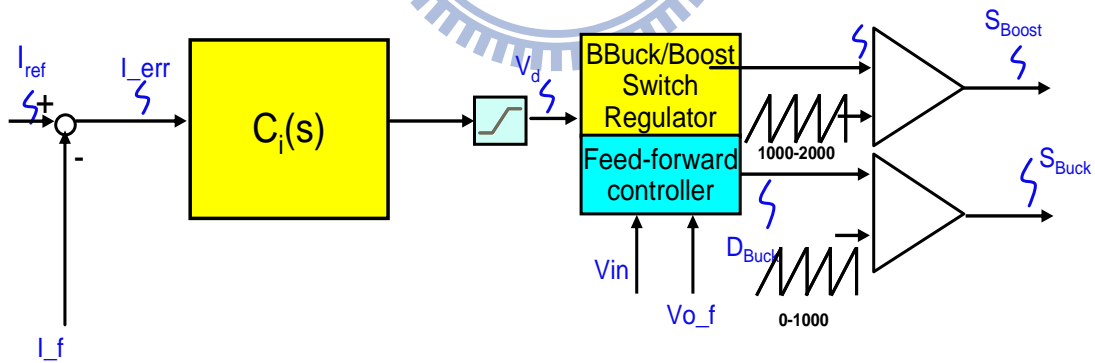 I_ref
+
-
I_err
C_i(s)
V_d
BBuck/Boost
Switch
Regulator
Feed-forward
controller
Vin
Vo_f
1000-2000
D_Buck
0-1000
S_Boost
S_Buck
I_f